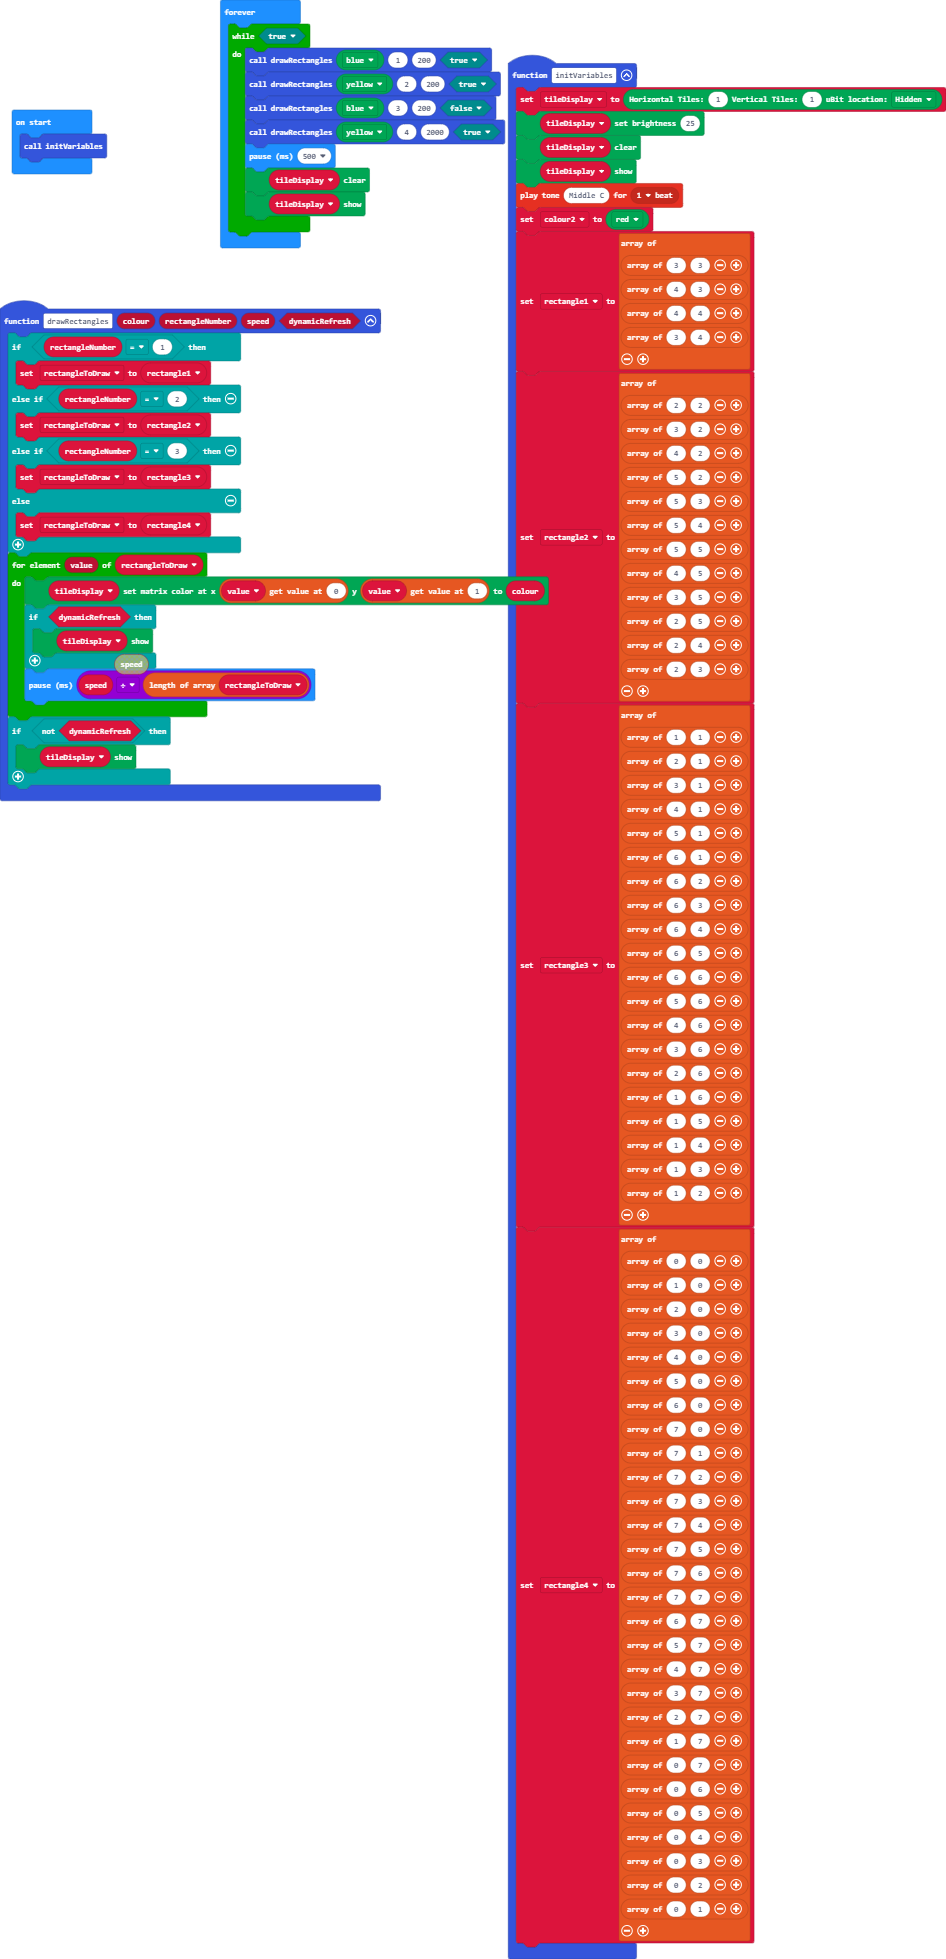 forever
while true
do
call drawRectangles blue 1 200 true
call drawRectangles yellow 2 200 true
call drawRectangles blue 3 200 false
call drawRectangles yellow 4 2000 true
pause (ms) 500
tileDisplay clear
tileDisplay show
on start
call initVariables
function drawRectangles colour rectangleNumber speed dynamicRefresh
if rectangleNumber = 1 then
set rectangleToDraw to rectangle1
else if rectangleNumber = 2 then
set rectangleToDraw to rectangle2
else if rectangleNumber = 3 then
set rectangleToDraw to rectangle3
else
set rectangleToDraw to rectangle4
for element value of rectangleToDraw
do
tileDisplay set matrix color at x value get value at 0 y value get value at 1 to colour
if dynamicRefresh then
tileDisplay show
speed
pause (ms) speed ÷ length of array rectangleToDraw
if not dynamicRefresh then
tileDisplay show
function initVariables
set tileDisplay to Horizontal Tiles: 1 Vertical Tiles: 1 uBit location: Hidden
tileDisplay set brightness 25
tileDisplay clear
tileDisplay show
play tone Middle C for 1 beat
set colour2 to red
set rectangle1 to
array of
array of 3 3
array of 4 3
array of 4 4
array of 3 4
set rectangle2 to
array of
array of 2 2
array of 3 2
array of 4 2
array of 5 2
array of 5 3
array of 5 4
array of 5 5
array of 4 5
array of 3 5
array of 2 5
array of 2 4
array of 2 3
set rectangle3 to
array of
array of 1 1
array of 2 1
array of 3 1
array of 4 1
array of 5 1
array of 6 1
array of 6 2
array of 6 3
array of 6 4
array of 6 5
array of 6 6
array of 5 6
array of 4 6
array of 3 6
array of 2 6
array of 1 6
array of 1 5
array of 1 4
array of 1 3
array of 1 2
set rectangle4 to
array of
array of 0 0
array of 1 0
array of 2 0
array of 3 0
array of 4 0
array of 5 0
array of 6 0
array of 7 0
array of 7 1
array of 7 2
array of 7 3
array of 7 4
array of 7 5
array of 7 6
array of 7 7
array of 6 7
array of 5 7
array of 4 7
array of 3 7
array of 2 7
array of 1 7
array of 0 7
array of 0 6
array of 0 5
array of 0 4
array of 0 3
array of 0 2
array of 0 1